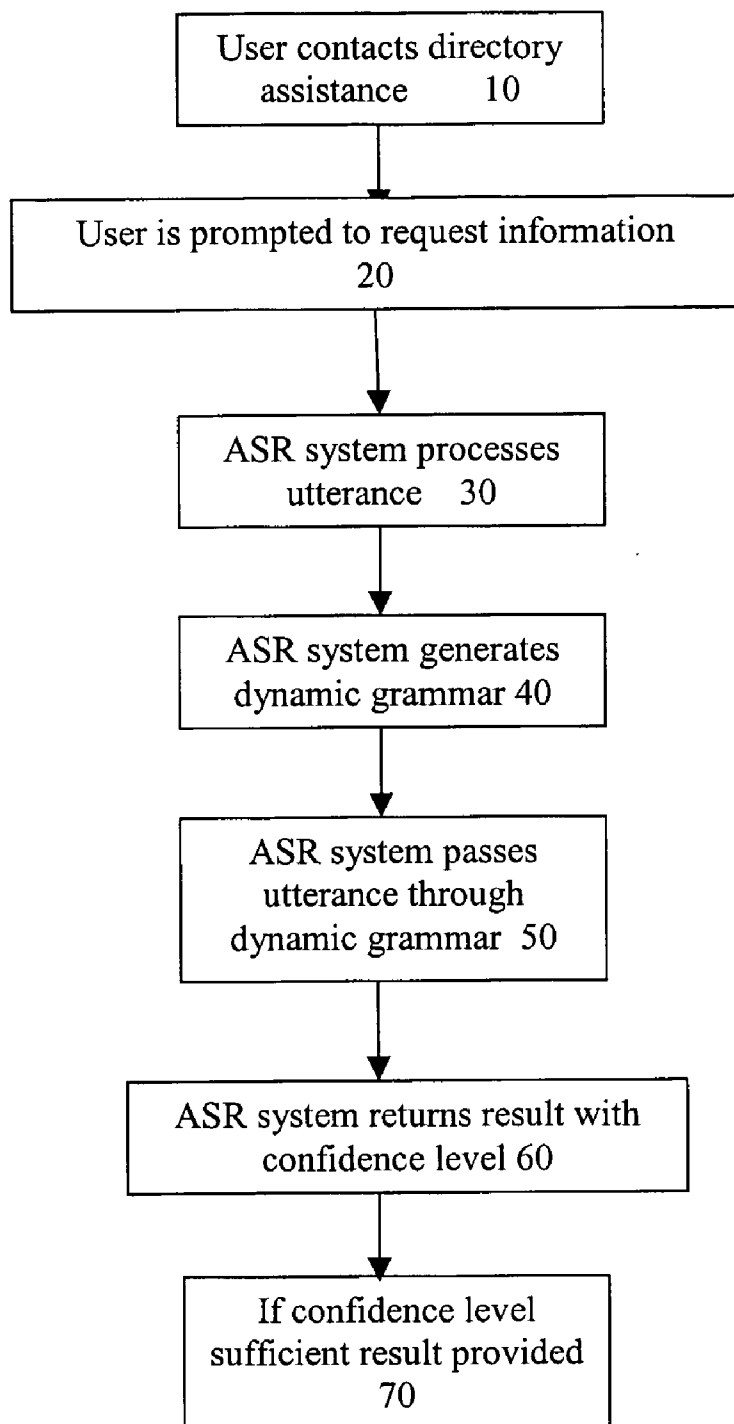 User contacts directory
assistance 10
User is prompted to request information
20
ASR system processes
utterance 30
ASR system generates
dynamic grammar 40
ASR system passes
utterance through
dynamic grammar 50
ASR system returns result with
confidence level 60
If confidence level
sufficient result provided
70